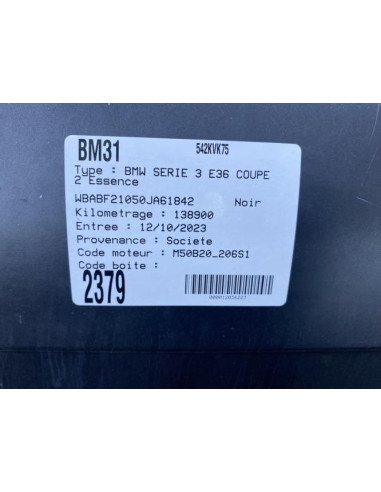 BM31 542KVK75
Type : BMW SERIE 3 E36 COUPE
2 Essence
WBABF21050JA61842 Noir
Kilometrage : 138900
Entree : 12/10/2023
Provenance : Societe
Code moteur : M50B20_206S1
Code boite :
2379